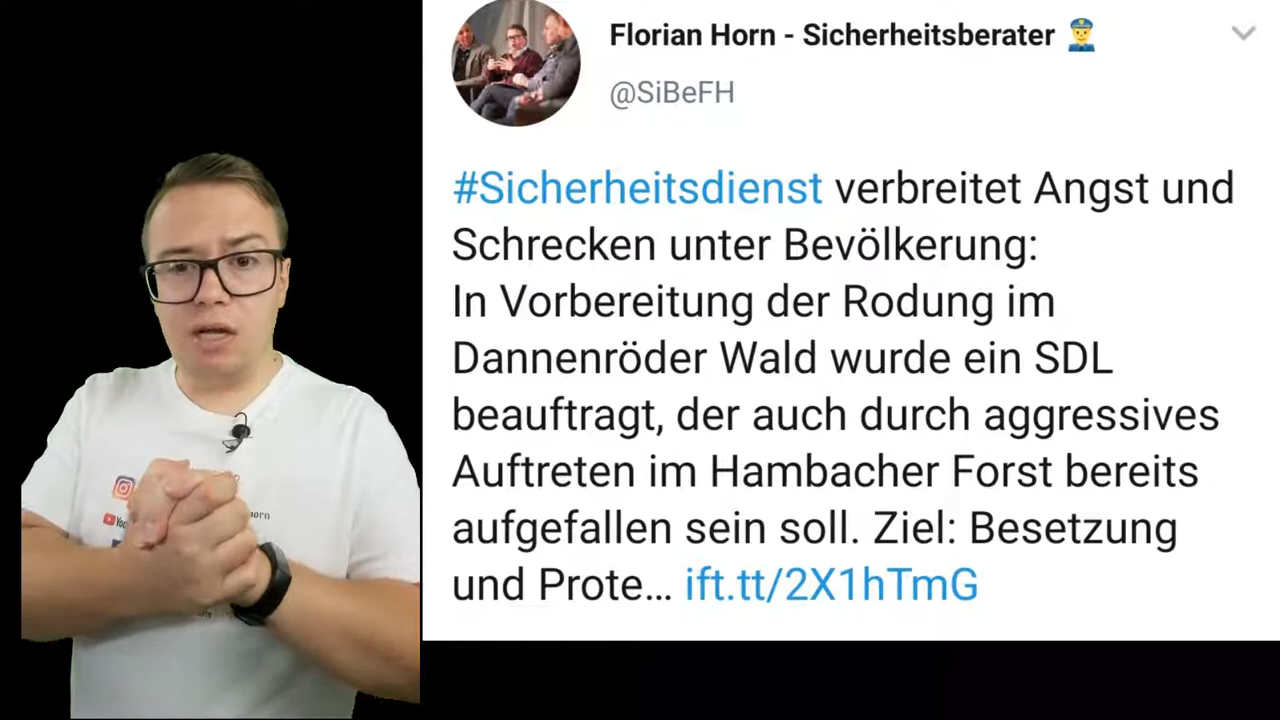 Florian Horn - Sicherheitsberater
@SiBeFH
#Sicherheitsdienst verbreitet Angst und
Schrecken unter Bevölkerung:
In Vorbereitung der Rodung im
Dannenröder Wald wurde ein SDL
beauftragt, der auch durch aggressives
Auftreten im Hambacher Forst bereits
aufgefallen sein soll. Ziel: Besetzung
und Prote... ift.tt/2X1hTmG